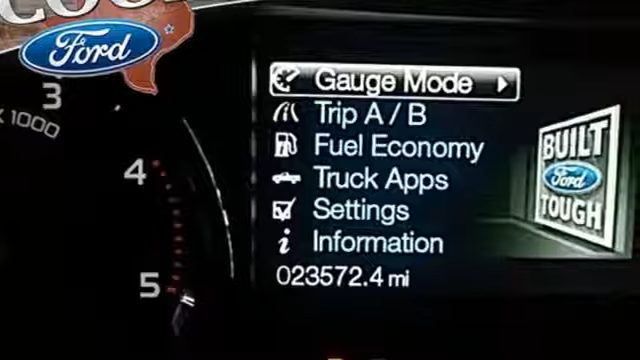 Ford
3
x 1000
4
5
Gauge Mode
Trip A / B
Fuel Economy
Truck Apps
Settings
Information
023572.4 mi
BUILT
Ford
TOUGH